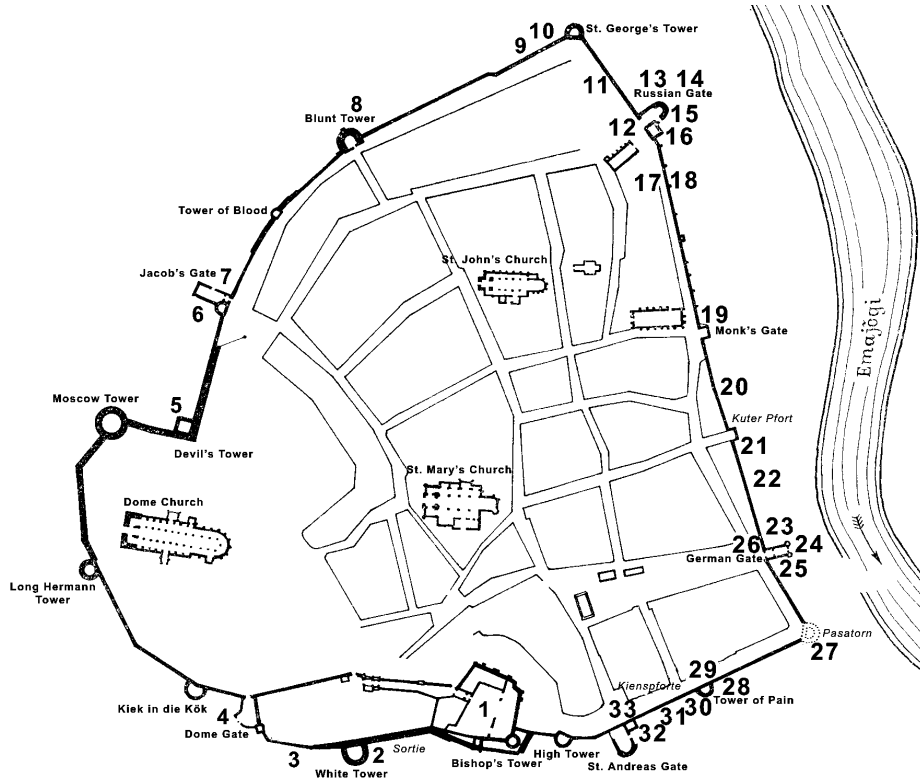 10
St. George's Tower
9
11
13 14
Russian Gate
8
Blunt Tower
15
12
16
17 18
Tower of Blood
St. John's Church
Jacob's Gate 7
6
19
Monk's Gate
Emajõgi
20
Moscow Tower
5
Kuter Pfort
21
Devil's Tower
St. Mary's Church
22
Dome Church
23
26
24
German Gate
25
Long Hermann
Tower
Pasatorn
27
29
Kienspforte
28
Kiek in die Kök
Tower of Pain
30
1
4
33
31
Dome Gate
32
3
2
Sortie
High Tower
Bishop's Tower
St. Andreas Gate
White Tower